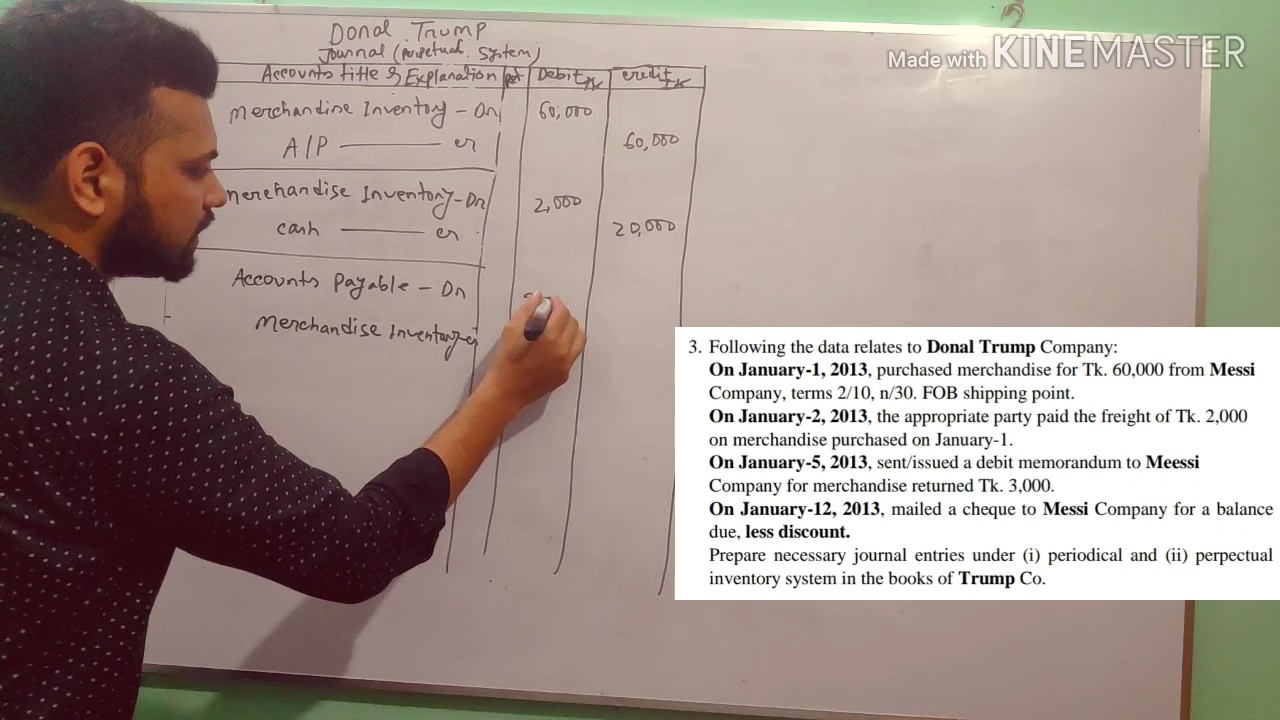 Donal Trump
Journal (perpetual System)
Made with KINEMASTER
Accounts title & Explanation Debit Tk credit Tk
Merchandise Inventory - Dr 60,000
A/P — cr 60,000
Merchandise Inventory - Dr 2,000
cash — cr 20,000
Accounts Payable - Dr
Merchandise Inventory - cr
3. Following the data relates to Donal Trump Company:
On January-1, 2013, purchased merchandise for Tk. 60,000 from Messi
Company, terms 2/10, n/30. FOB shipping point.
On January-2, 2013, the appropriate party paid the freight of Tk. 2,000
on merchandise purchased on January-1.
On January-5, 2013, sent/issued a debit memorandum to Meessi
Company for merchandise returned Tk. 3,000.
On January-12, 2013, mailed a cheque to Messi Company for a balance
due, less discount.
Prepare necessary journal entries under (i) periodical and (ii) perpectual
inventory system in the books of Trump Co.